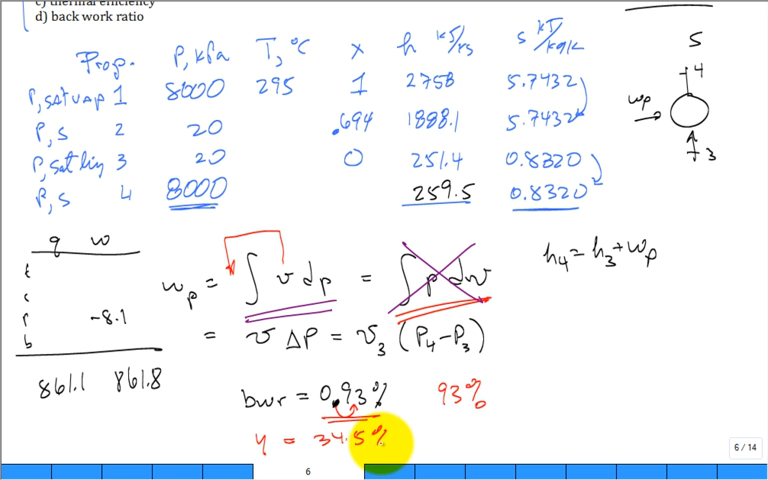 c) thermal efficiency
d) back work ratio
Prop. P, kPa T, °C x h kJ/kg s kJ/kg/K
P, sat vap 1 8000 295 1 2758 5.7432
P, s 2 20 .694 1888.1 5.7432
P, sat liq 3 20 0 251.4 0.8320
P, s 4 8000 259.5 0.8320
S
4
wp
3
q w
t
c
p -8.1
b
861.1 861.8
wp = ∫ v dp = ∫ p dv
= v ΔP = v3 (P4 - P3)
h4 = h3 + wp
bwr = 0.93% 93%
η = 34.5%
6
6 / 14